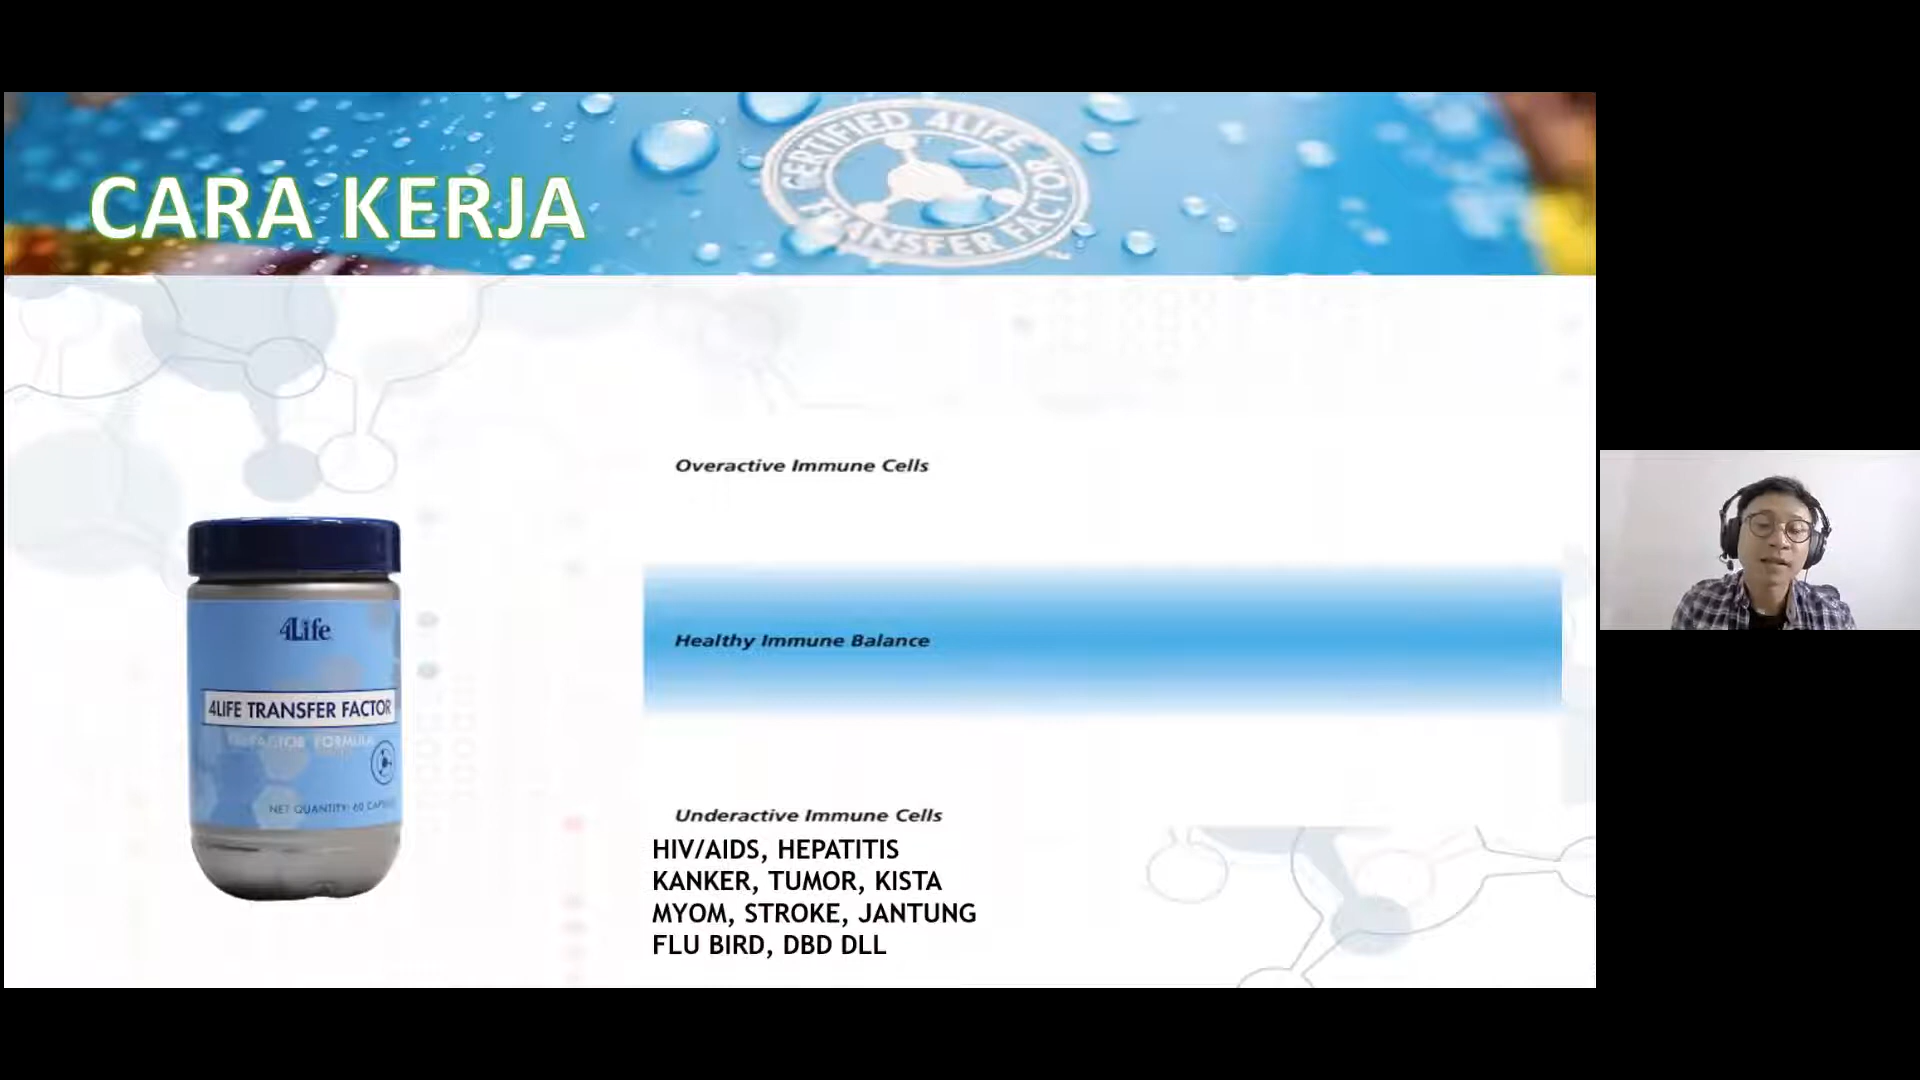 CERTIFIED 4LIFE TRANSFER FACTOR
CARA KERJA
Overactive Immune Cells
Healthy Immune Balance
4Life
4LIFE TRANSFER FACTOR
FORMULA
NET QUANTITY: 60
Underactive Immune Cells
HIV/AIDS, HEPATITIS
KANKER, TUMOR, KISTA
MYOM, STROKE, JANTUNG
FLU BIRD, DBD DLL